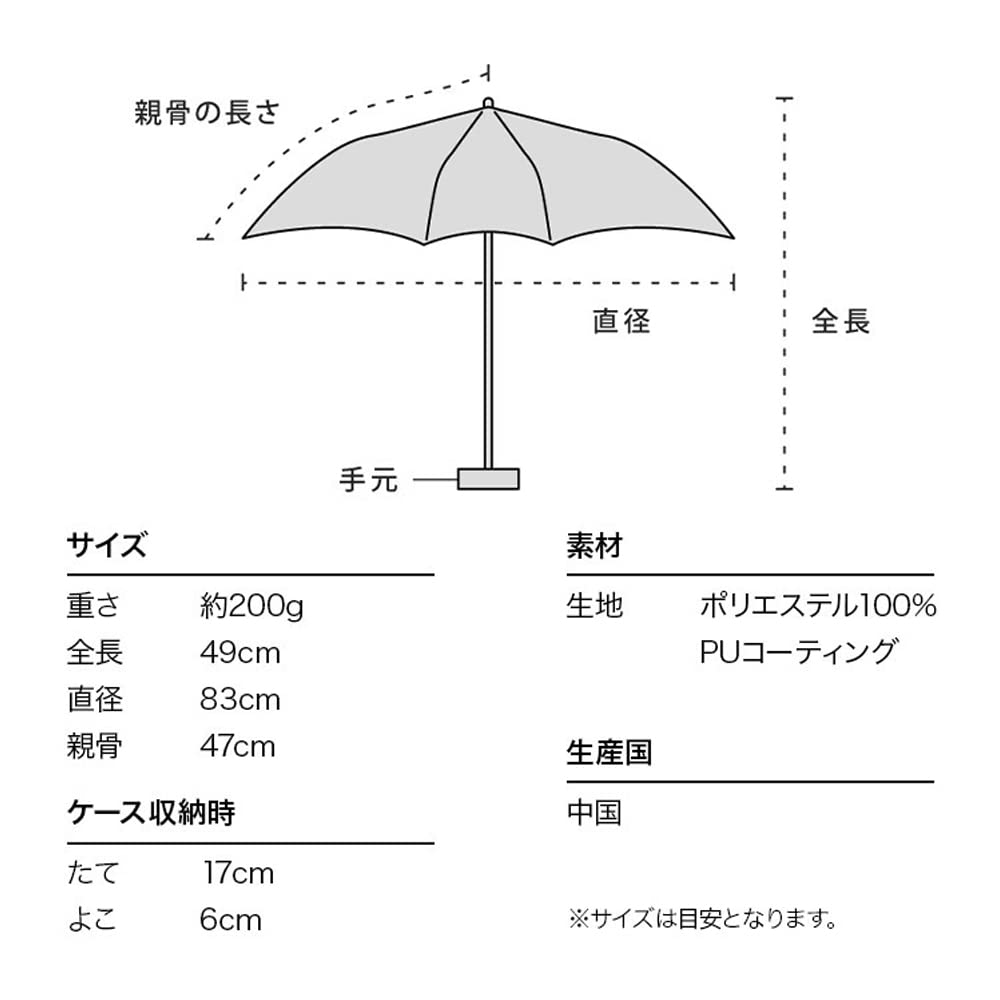 親骨の長さ
直径
全長
手元
サイズ
重さ 約200g
全長 49cm
直径 83cm
親骨 47cm
ケース収納時
たて 17cm
よこ 6cm
素材
生地 ポリエステル100%
PUコーティング
生産国
中国
※サイズは目安となります。